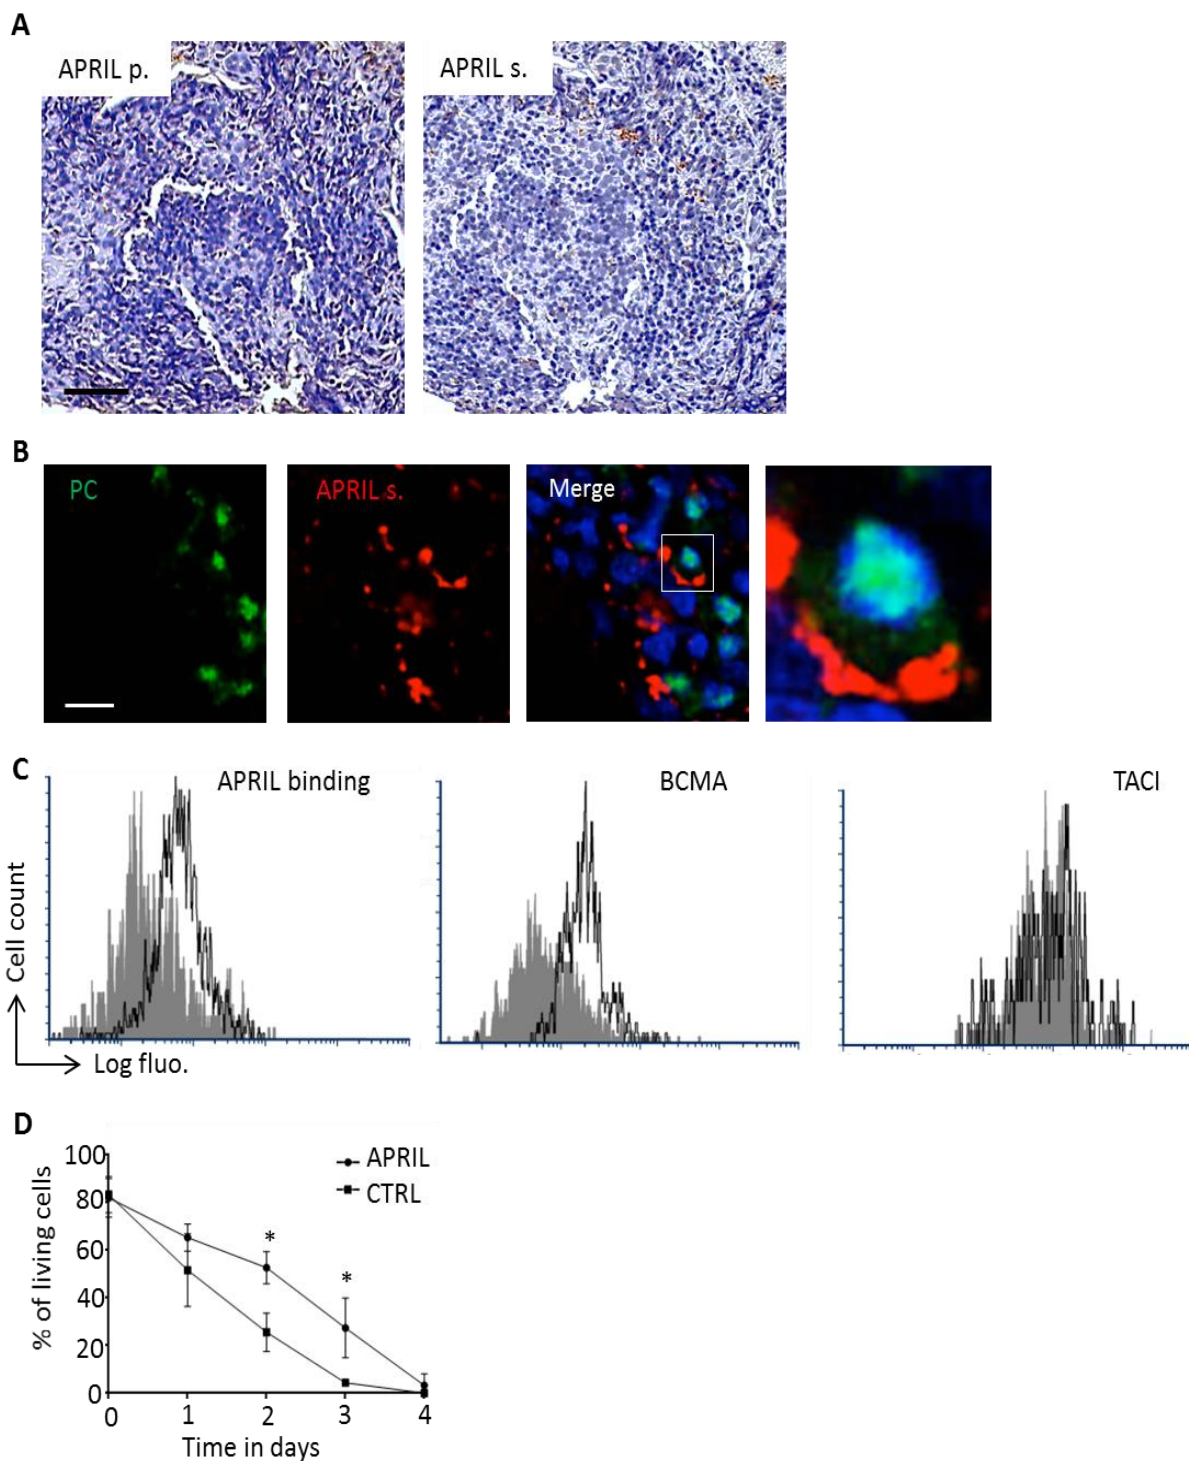 A
APRIL p.
APRIL s.
B
PC
APRIL s.
Merge
C
APRIL binding
BCMA
TACI
Cell count
Log fluo.
D
% of living cells
100
80
60
40
20
0
APRIL
CTRL
*
*
0 1 2 3 4
Time in days